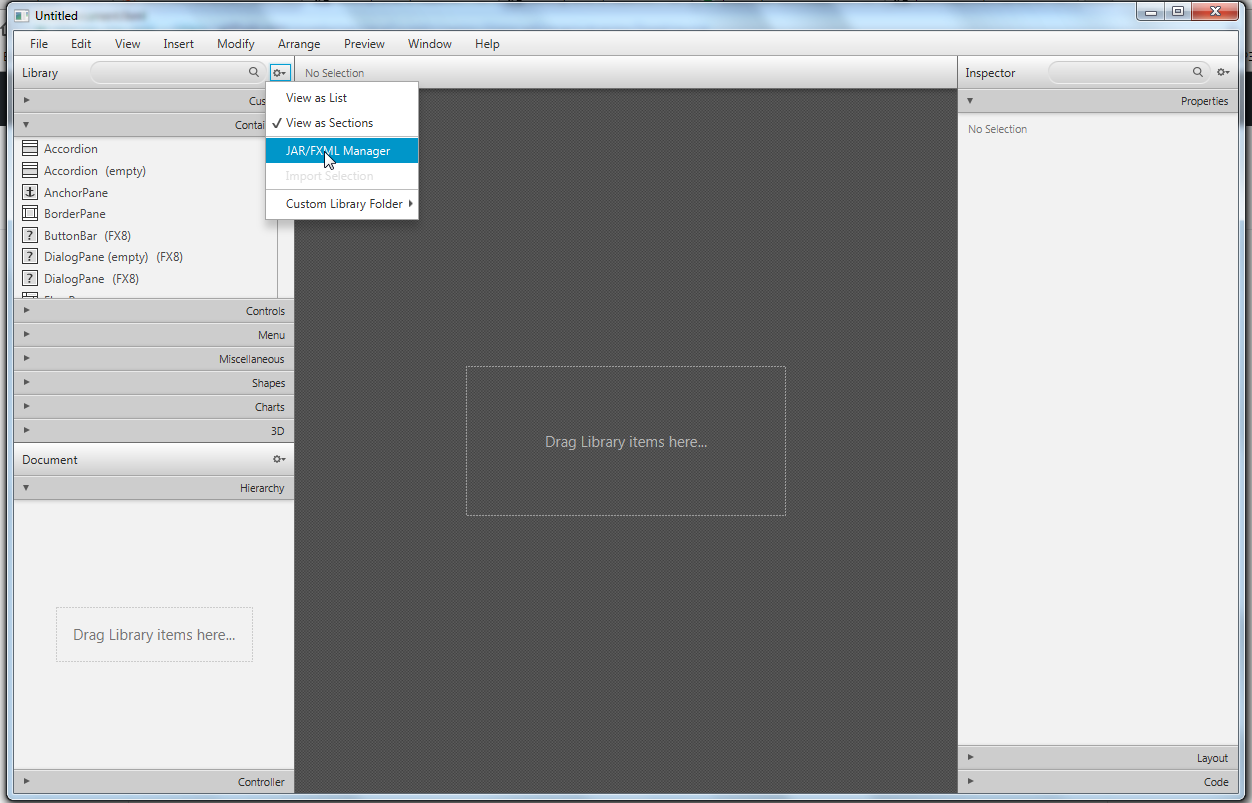 Untitled
File Edit View Insert Modify Arrange Preview Window Help
Library
No Selection
Inspector
View as List
View as Sections
JAR/FXML Manager
Import Selection
Custom Library Folder
Properties
No Selection
Accordion
Accordion (empty)
AnchorPane
BorderPane
ButtonBar (FX8)
DialogPane (empty) (FX8)
DialogPane (FX8)
Controls
Menu
Miscellaneous
Shapes
Charts
3D
Document
Hierarchy
Drag Library items here...
Controller
Drag Library items here...
Layout
Code